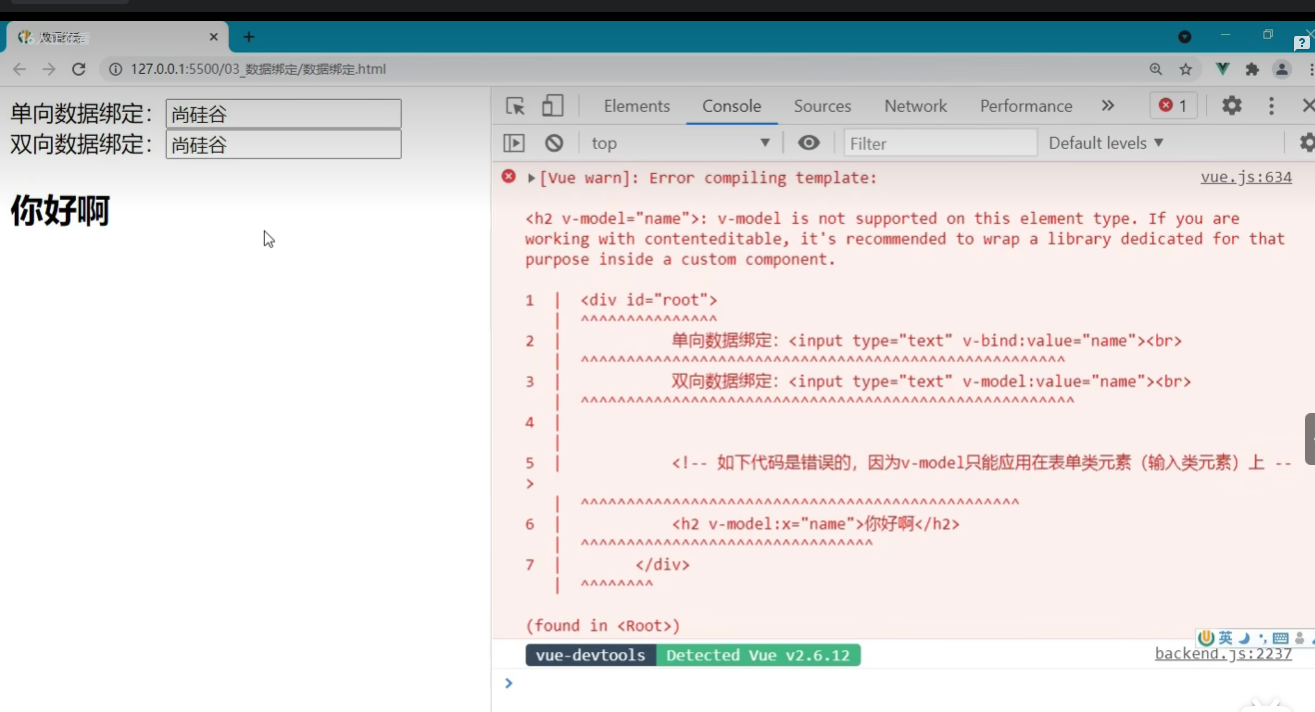 数据绑定
127.0.0.1:5500/03_数据绑定/数据绑定.html
单向数据绑定：尚硅谷
双向数据绑定：尚硅谷
你好啊
Elements Console Sources Network Performance » 1
top ▼ Filter Default levels ▼
▶[Vue warn]: Error compiling template: vue.js:634
<h2 v-model="name">: v-model is not supported on this element type. If you are
working with contenteditable, it's recommended to wrap a library dedicated for that
purpose inside a custom component.
1 | <div id="root">
| ^^^^^^^^^^^^^^^
2 | 单向数据绑定：<input type="text" v-bind:value="name"><br>
| ^^^^^^^^^^^^^^^^^^^^^^^^^^^^^^^^^^^^^^^^^^^^^^^^^^^^^
3 | 双向数据绑定：<input type="text" v-model:value="name"><br>
| ^^^^^^^^^^^^^^^^^^^^^^^^^^^^^^^^^^^^^^^^^^^^^^^^^^^^^^
4 |
|
5 | <!-- 如下代码是错误的，因为v-model只能应用在表单类元素（输入类元素）上 --
>
| ^^^^^^^^^^^^^^^^^^^^^^^^^^^^^^^^^^^^^^^^^^^^^^^^
6 | <h2 v-model:x="name">你好啊</h2>
| ^^^^^^^^^^^^^^^^^^^^^^^^^^^^^^^^
7 | </div>
| ^^^^^^^^
(found in <Root>)
英
vue-devtools Detected Vue v2.6.12 backend.js:2237
>